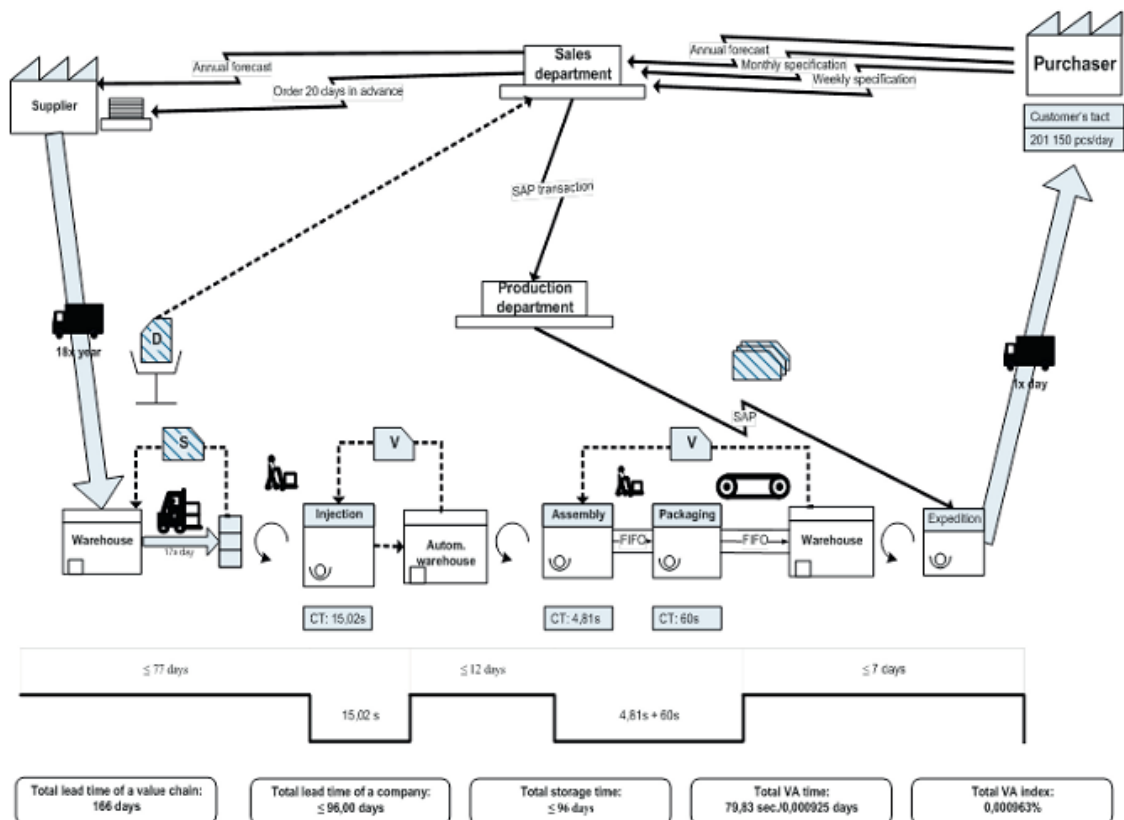 Sales
department
Annual forecast
Monthly specification
Weekly specification
Purchaser
Customer's tact
201 150 pcs/day
Annual forecast
Order 20 days in advance
Supplier
SAP transaction
Production
department
18x year
D
1x day
SAP
S
V
V
Warehouse
17x day
Injection
Autom.
warehouse
Assembly
FIFO
Packaging
FIFO
Warehouse
Expedition
CT: 15,02s
CT: 4,81s
CT: 60s
≤ 77 days
≤ 12 days
≤ 7 days
15,02 s
4,81s + 60s
Total lead time of a value chain:
166 days
Total lead time of a company:
≤ 96,00 days
Total storage time:
≤ 96 days
Total VA time:
79,83 sec./0,000925 days
Total VA index:
0,000963%